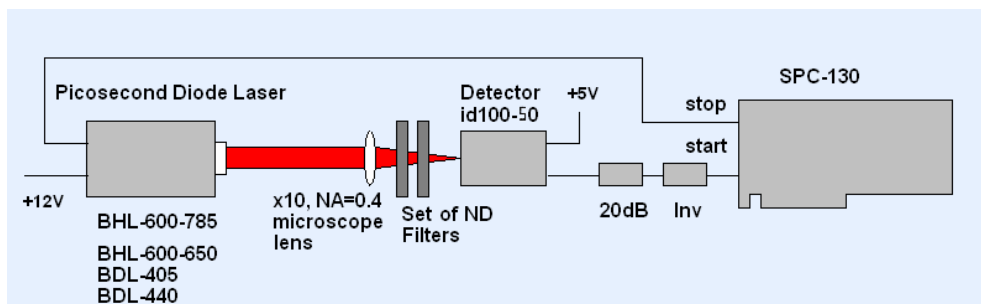 SPC-130
Picosecond Diode Laser
Detector
id100-50
+5V
stop
start
+12V
x10, NA=0.4
microscope
lens
Set of ND
Filters
20dB
Inv
BHL-600-785
BHL-600-650
BDL-405
BDL-440